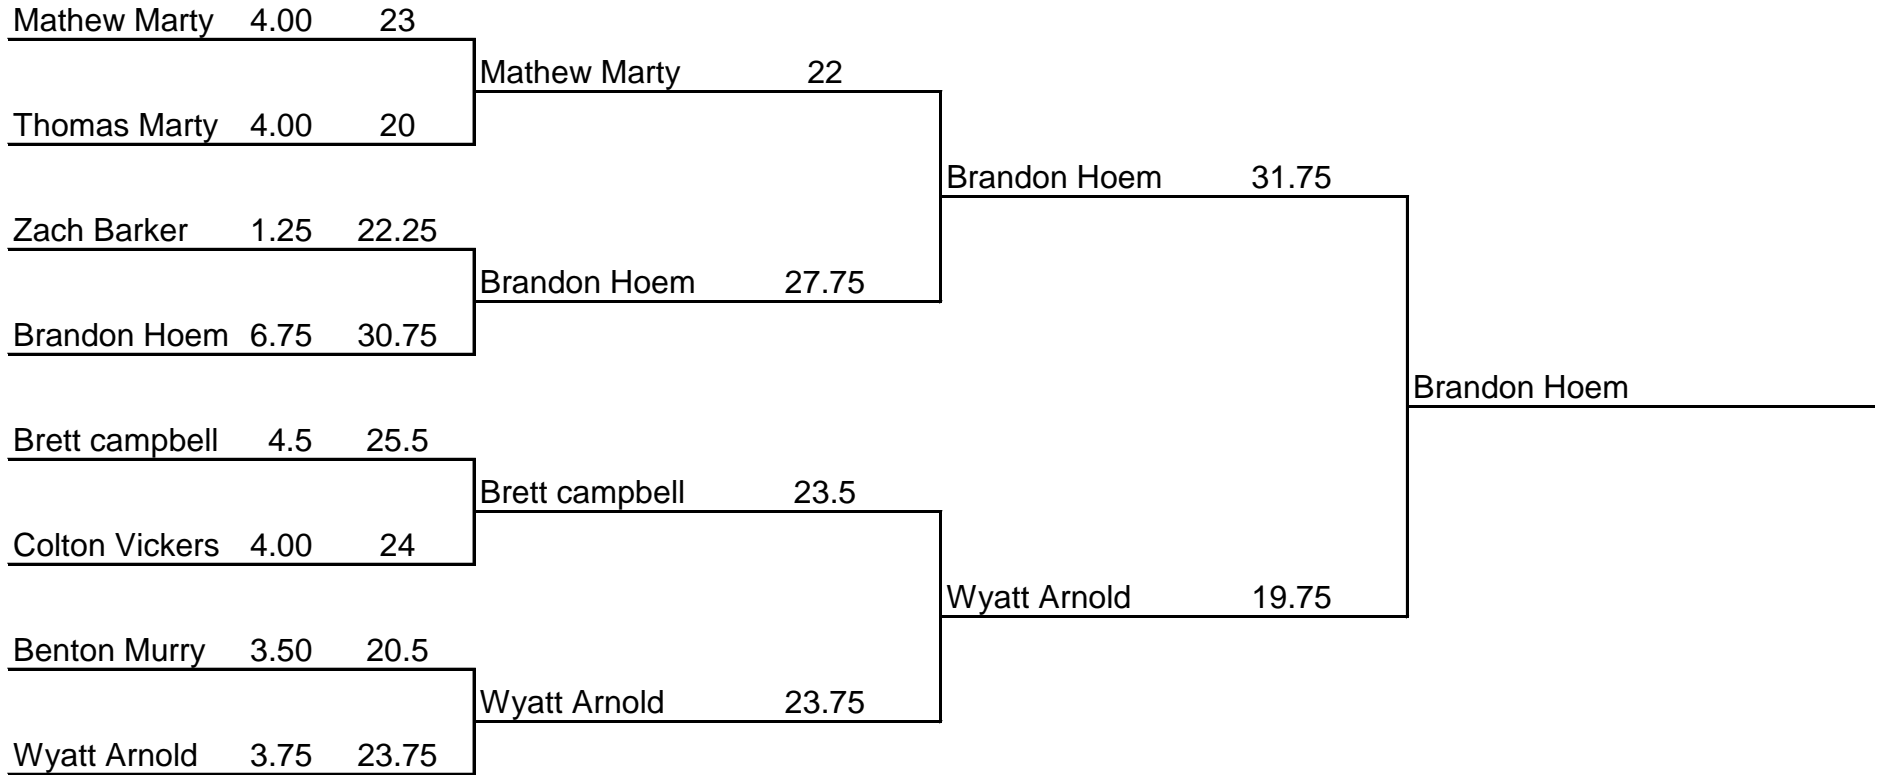 Mathew Marty 4.00 23
Mathew Marty 22
Thomas Marty 4.00 20
Brandon Hoem 31.75
Zach Barker 1.25 22.25
Brandon Hoem 27.75
Brandon Hoem 6.75 30.75
Brandon Hoem
Brett campbell 4.5 25.5
Brett campbell 23.5
Colton Vickers 4.00 24
Wyatt Arnold 19.75
Benton Murry 3.50 20.5
Wyatt Arnold 23.75
Wyatt Arnold 3.75 23.75